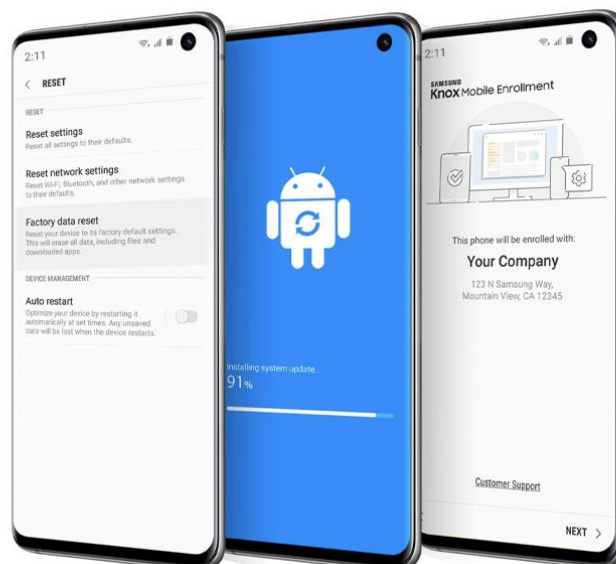 2:11
RESET
RESET
Reset settings
Reset all settings to their defaults.
Reset network settings
Reset Wi-Fi, Bluetooth, and other network settings
to their defaults.
Factory data reset
Reset your device to its factory default settings.
This will erase all data, including files and
downloaded apps.
DEVICE MANAGEMENT
Auto restart
Optimize your device by restarting it
automatically at set times. Any unsaved
data will be lost when the device restarts.
Installing system update...
91%
2:11
SAMSUNG
Knox Mobile Enrollment
This phone will be enrolled with:
Your Company
123 N Samsung Way,
Mountain View, CA 12345
Customer Support
NEXT >